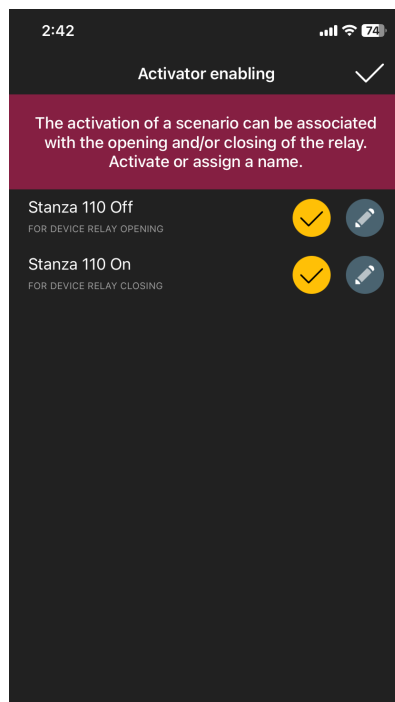 2:42
74
Activator enabling
The activation of a scenario can be associated
with the opening and/or closing of the relay.
Activate or assign a name.
Stanza 110 Off
FOR DEVICE RELAY OPENING
Stanza 110 On
FOR DEVICE RELAY CLOSING